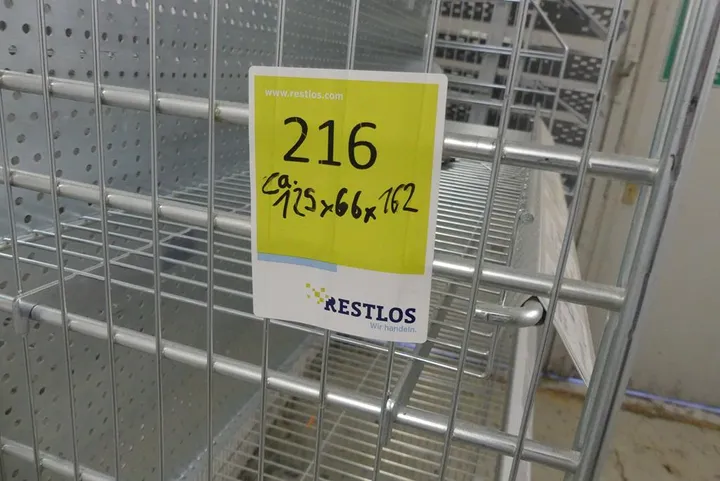 www.restlos.com
216
ca.
125x66x162
RESTLOS
Wir handeln.